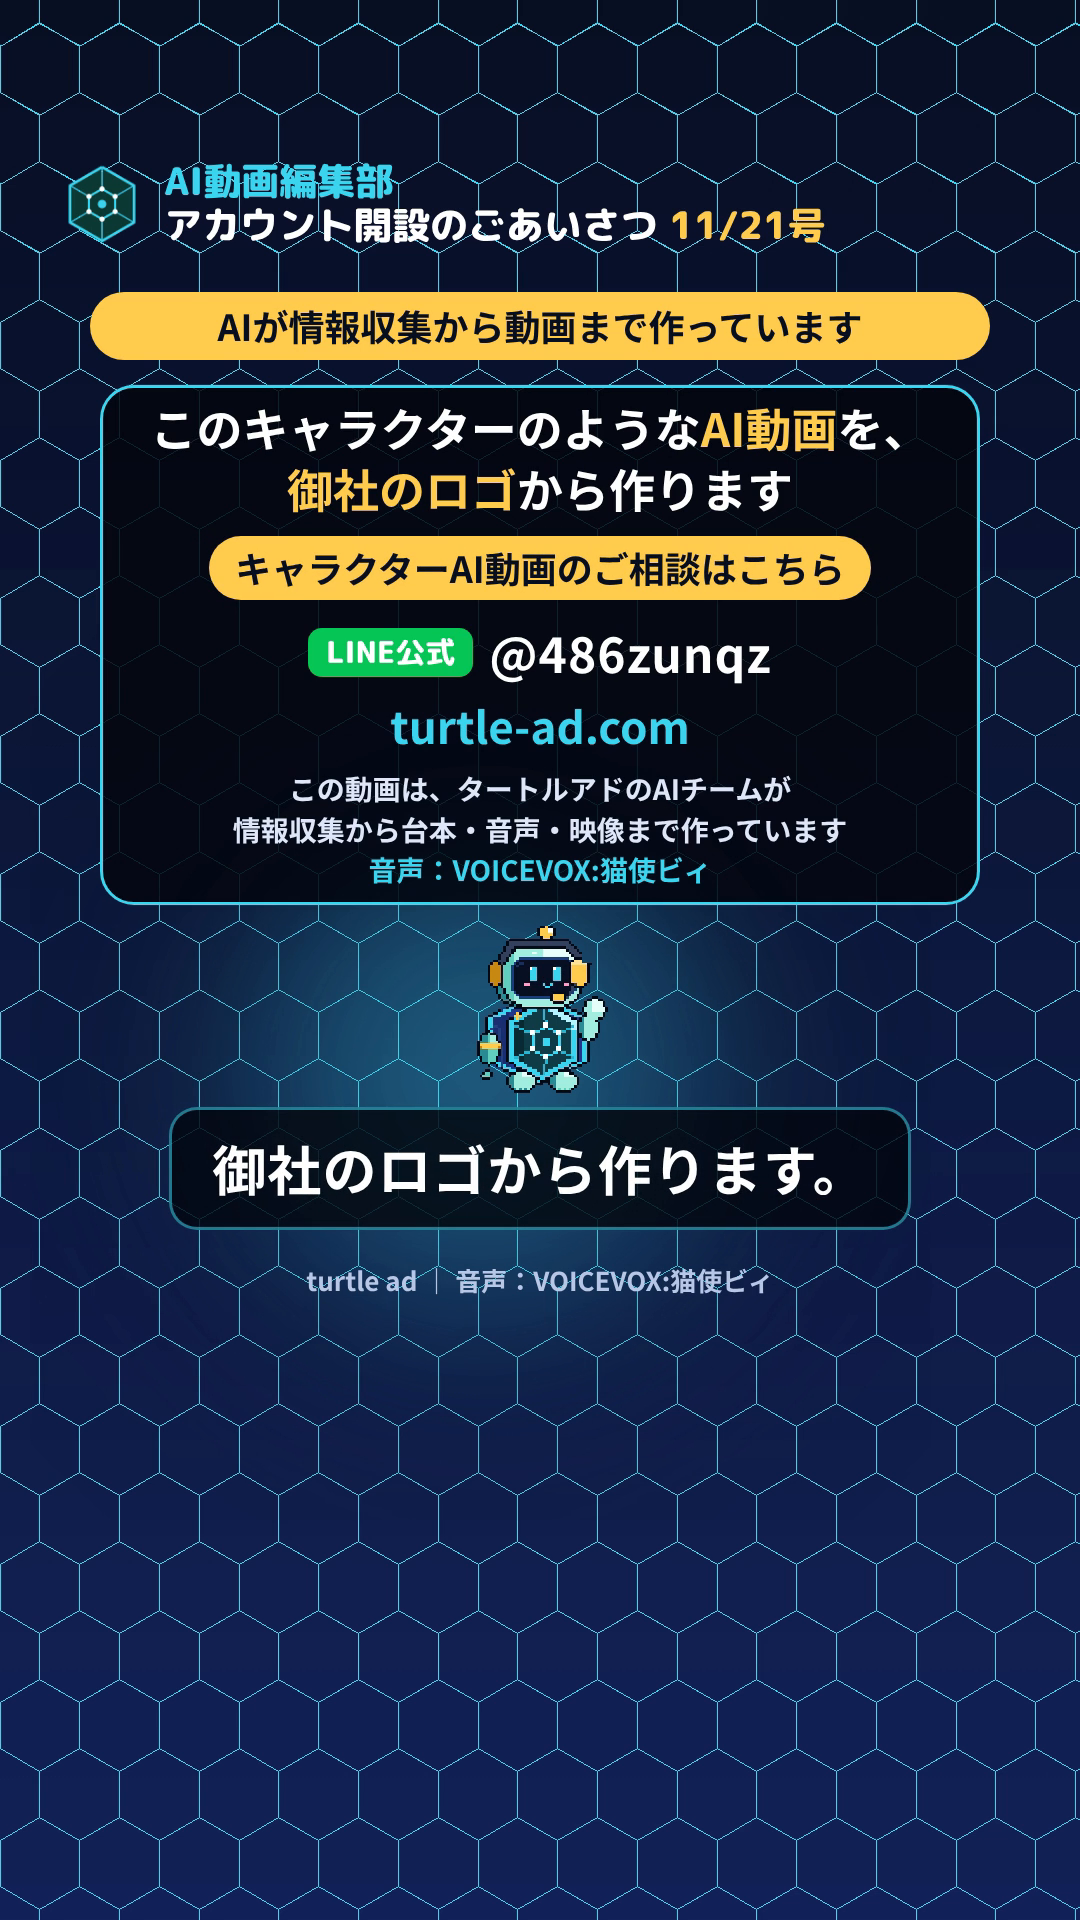 AI動画編集部
アカウント開設のごあいさつ 11/21号
AIが情報収集から動画まで作っています
このキャラクターのようなAI動画を、
御社のロゴから作ります
キャラクターAI動画のご相談はこちら
LINE公式 @486zunqz
turtle-ad.com
この動画は、タートルアドのAIチームが
情報収集から台本・音声・映像まで作っています
音声：VOICEVOX:猫使ビィ
御社のロゴから作ります。
turtle ad ｜ 音声：VOICEVOX:猫使ビィ